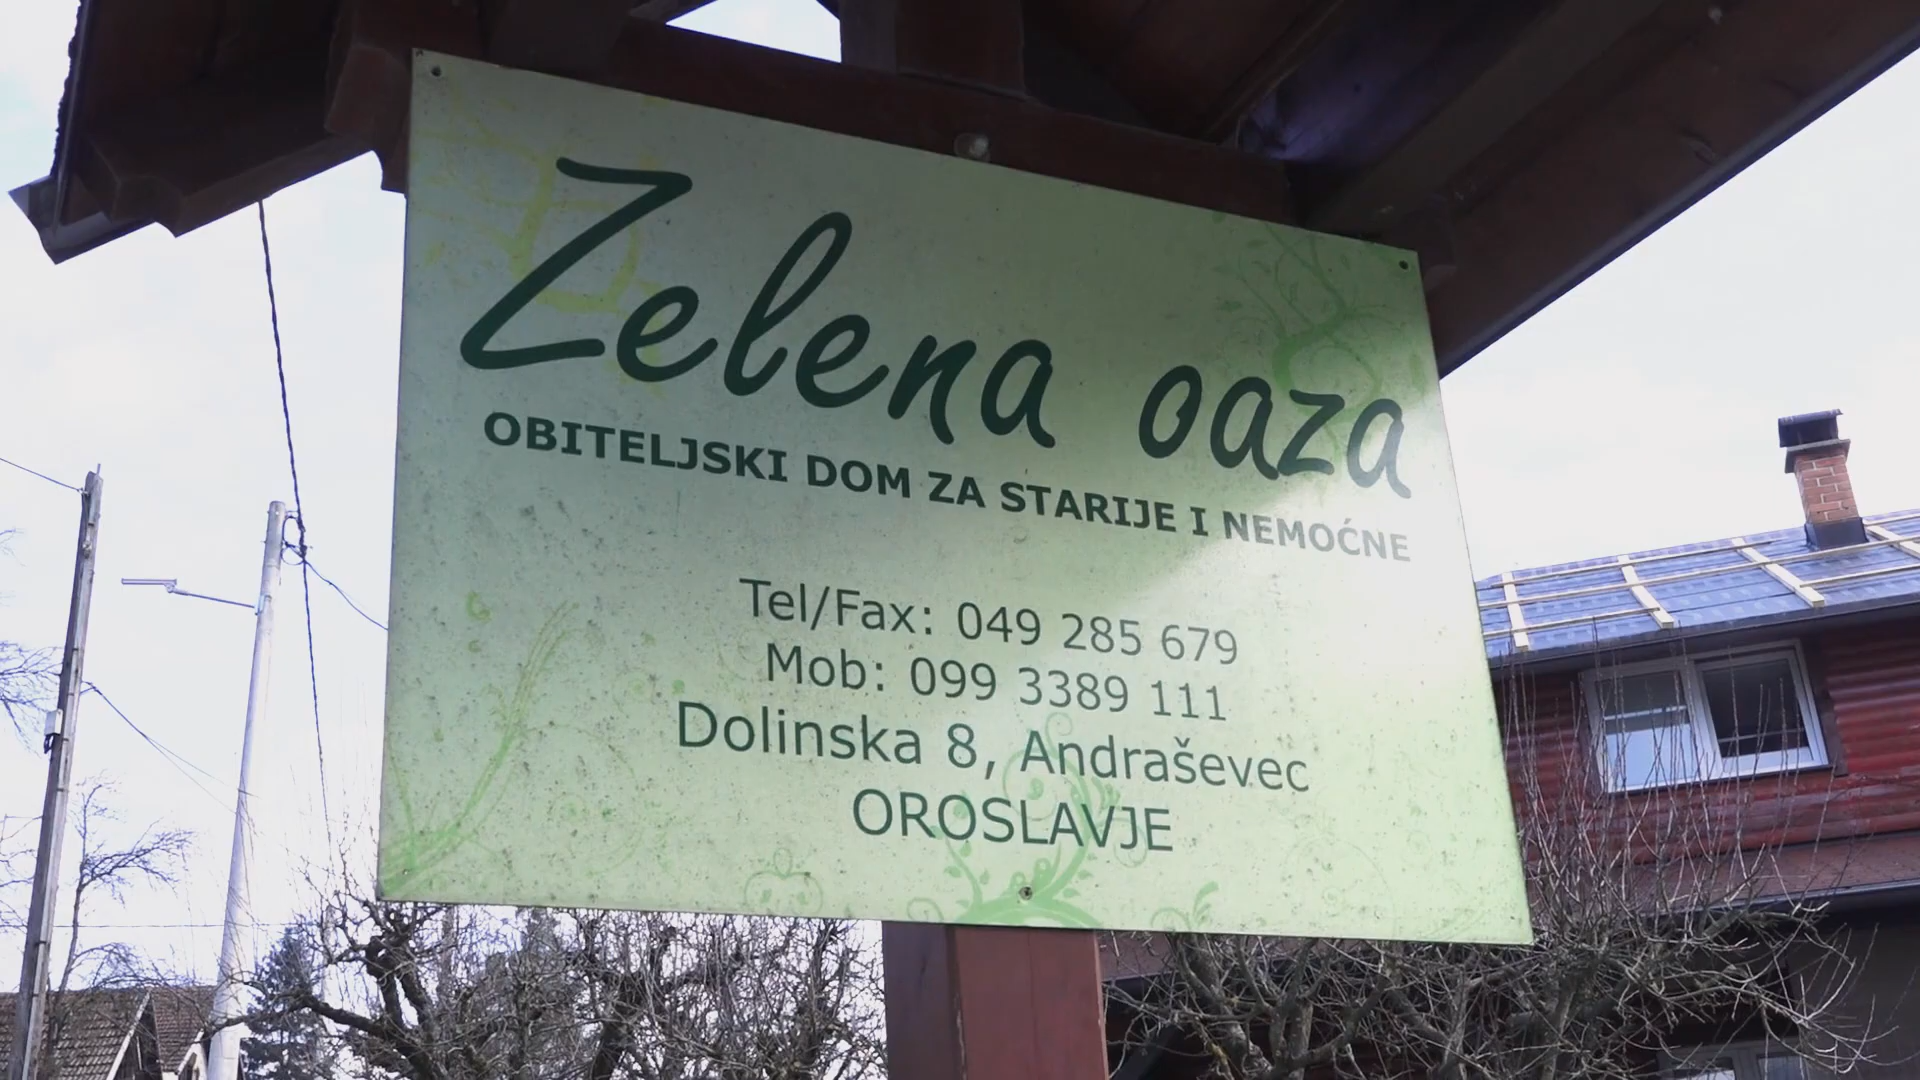 Zelena oaza
OBITELJSKI DOM ZA STARIJE I NEMOĆNE
Tel/Fax: 049 285 679
Mob: 099 3389 111
Dolinska 8, Andraševec
OROSLAVJE